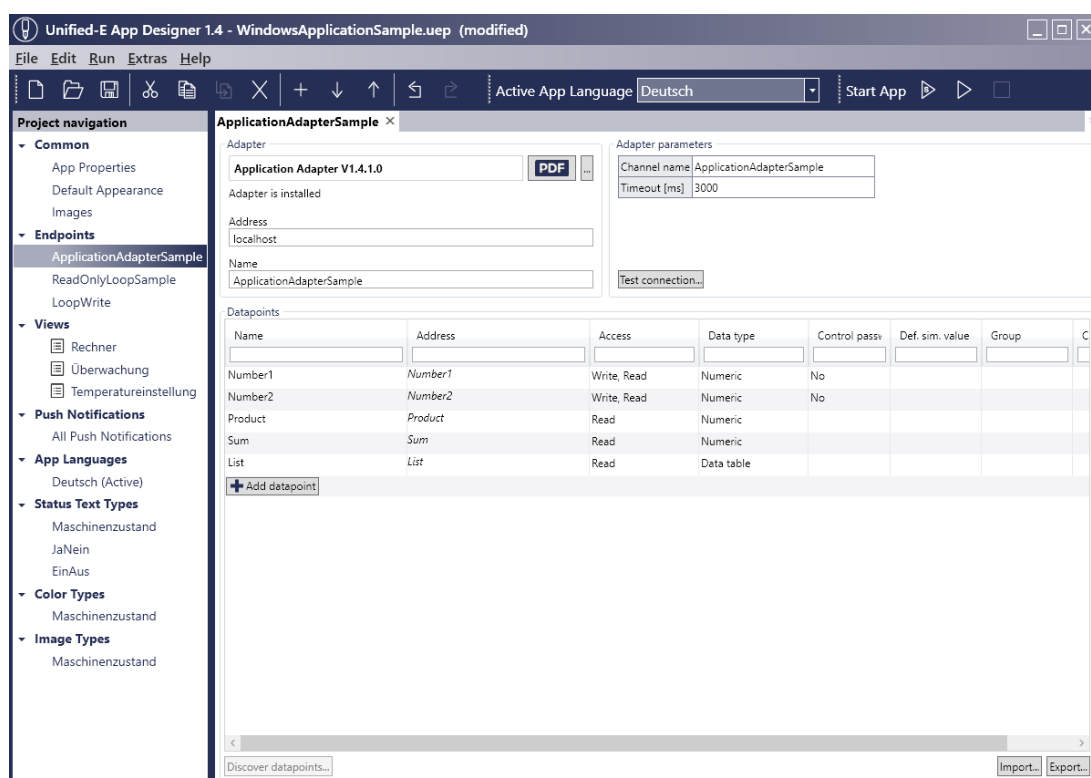 Unified-E App Designer 1.4 - WindowsApplicationSample.uep (modified)
File Edit Run Extras Help
Active App Language Deutsch Start App
Project navigation
Common
App Properties
Default Appearance
Images
Endpoints
ApplicationAdapterSample
ReadOnlyLoopSample
LoopWrite
Views
Rechner
Überwachung
Temperatureinstellung
Push Notifications
All Push Notifications
App Languages
Deutsch (Active)
Status Text Types
Maschinenzustand
JaNein
EinAus
Color Types
Maschinenzustand
Image Types
Maschinenzustand
ApplicationAdapterSample
Adapter
Application Adapter V1.4.1.0 PDF ...
Adapter is installed
Address
localhost
Name
ApplicationAdapterSample
Adapter parameters
Channel name ApplicationAdapterSample
Timeout [ms] 3000
Test connection...
Datapoints
Name Address Access Data type Control passv Def. sim. value Group C
Number1 Number1 Write, Read Numeric No
Number2 Number2 Write, Read Numeric No
Product Product Read Numeric
Sum Sum Read Numeric
List List Read Data table
Add datapoint
Discover datapoints... Import... Export...